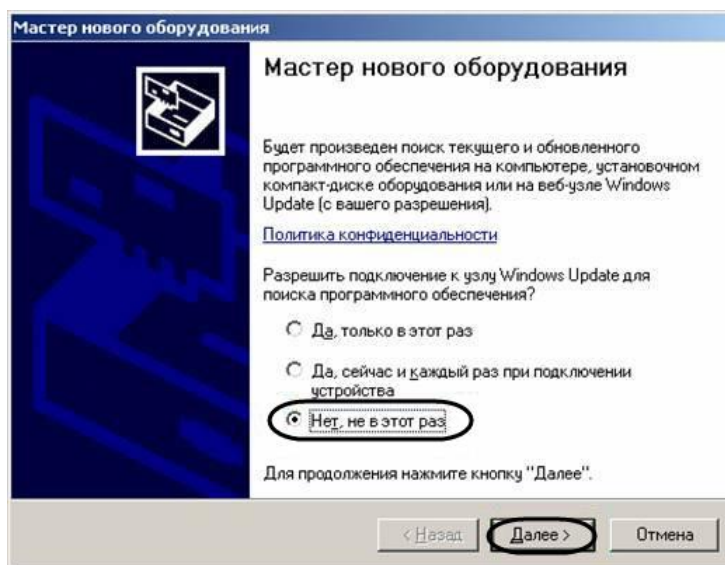 Мастер нового оборудования
Мастер нового оборудования
Будет произведен поиск текущего и обновленного
программного обеспечения на компьютере, установочном
компакт-диске оборудования или на веб-узле Windows
Update (с вашего разрешения).
Политика конфиденциальности
Разрешить подключение к узлу Windows Update для
поиска программного обеспечения?
Да, только в этот раз
Да, сейчас и каждый раз при подключении
устройства
Нет, не в этот раз
Для продолжения нажмите кнопку "Далее".
< Назад Далее > Отмена